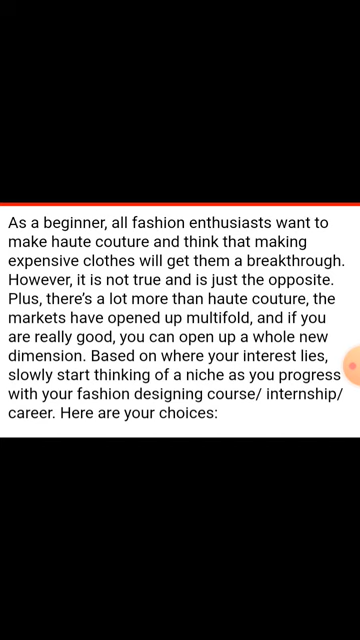 As a beginner, all fashion enthusiasts want to
make haute couture and think that making
expensive clothes will get them a breakthrough.
However, it is not true and is just the opposite.
Plus, there's a lot more than haute couture, the
markets have opened up multifold, and if you
are really good, you can open up a whole new
dimension. Based on where your interest lies,
slowly start thinking of a niche as you progress
with your fashion designing course/ internship/
career. Here are your choices: